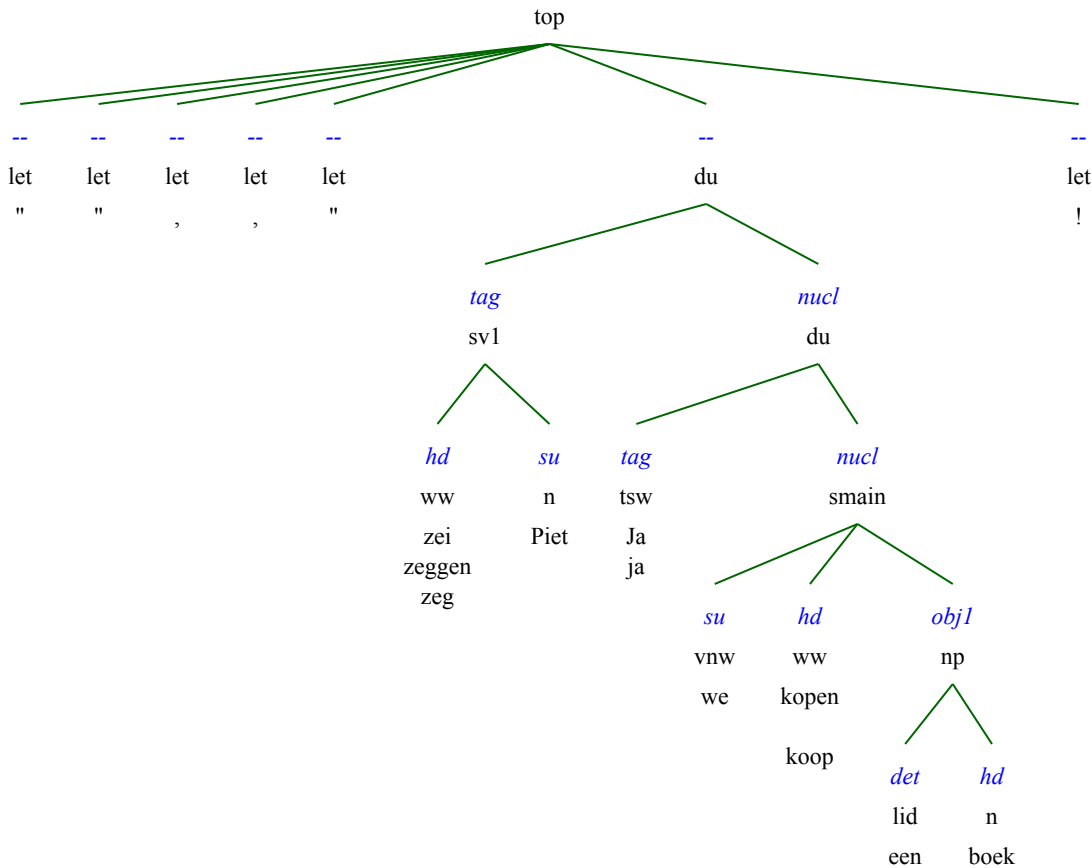 top
-- -- -- -- -- -- --
let let let let let du let
" " , , " !
tag nucl
sv1 du
hd su tag nucl
ww n tsw smain
zei Piet Ja
zeggen ja
zeg
su hd obj1
vnw ww np
we kopen
koop
det hd
lid n
een boek